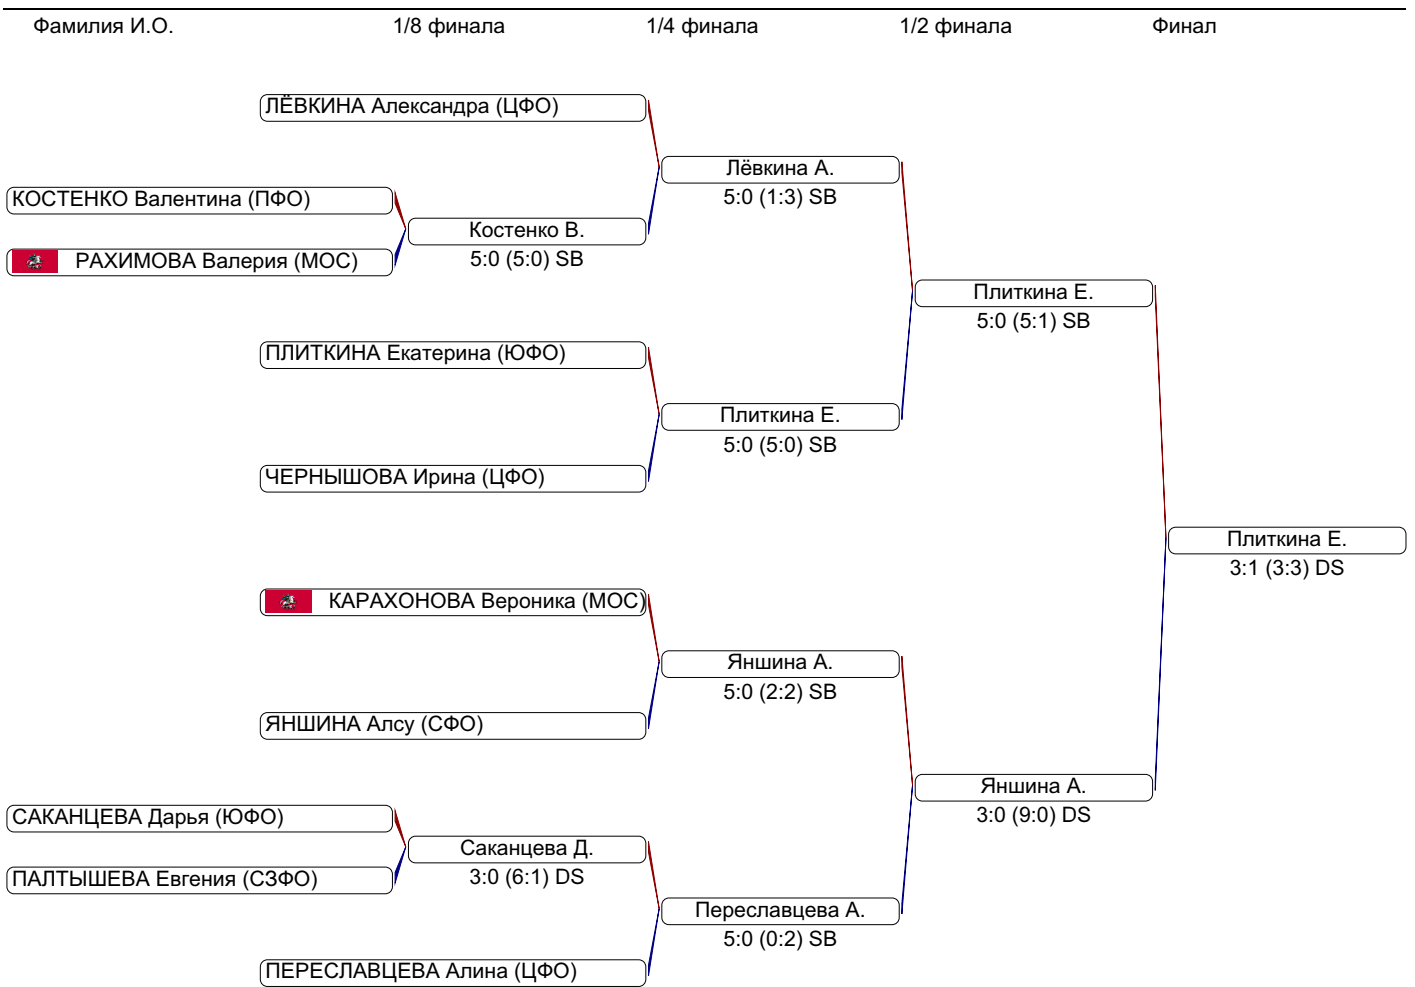 Фамилия И.О. 1/8 финала 1/4 финала 1/2 финала Финал
ЛЁВКИНА Александра (ЦФО)
Лёвкина А.
5:0 (1:3) SB
КОСТЕНКО Валентина (ПФО)
Костенко В.
5:0 (5:0) SB
РАХИМОВА Валерия (МОС)
Плиткина Е.
5:0 (5:1) SB
ПЛИТКИНА Екатерина (ЮФО)
Плиткина Е.
5:0 (5:0) SB
ЧЕРНЫШОВА Ирина (ЦФО)
Плиткина Е.
3:1 (3:3) DS
КАРАХОНОВА Вероника (МОС)
Яншина А.
5:0 (2:2) SB
ЯНШИНА Алсу (СФО)
Яншина А.
3:0 (9:0) DS
САКАНЦЕВА Дарья (ЮФО)
Саканцева Д.
3:0 (6:1) DS
ПАЛТЫШЕВА Евгения (СЗФО)
Переславцева А.
5:0 (0:2) SB
ПЕРЕСЛАВЦЕВА Алина (ЦФО)